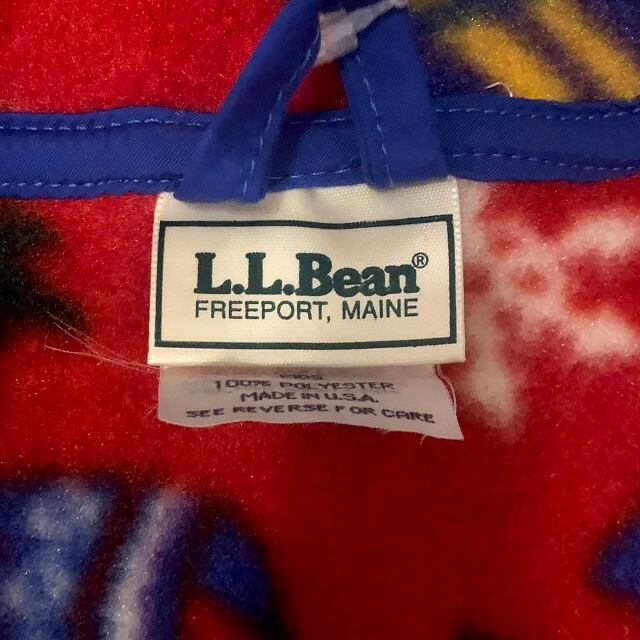 L.L.Bean®
FREEPORT, MAINE
100% POLYESTER
MADE IN U.S.A.
SEE REVERSE FOR CARE